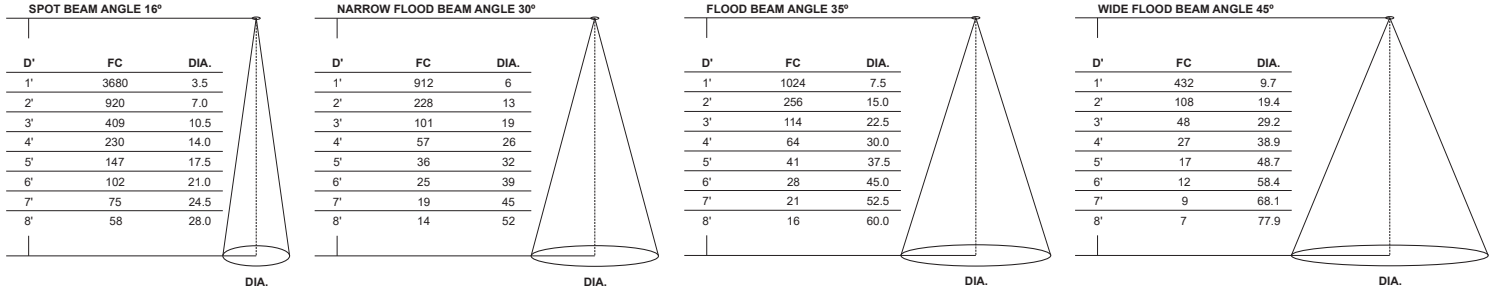 SPOT BEAM ANGLE 16º
D' FC DIA.
1' 3680 3.5
2' 920 7.0
3' 409 10.5
4' 230 14.0
5' 147 17.5
6' 102 21.0
7' 75 24.5
8' 58 28.0
DIA.
NARROW FLOOD BEAM ANGLE 30º
D' FC DIA.
1' 912 6
2' 228 13
3' 101 19
4' 57 26
5' 36 32
6' 25 39
7' 19 45
8' 14 52
DIA.
FLOOD BEAM ANGLE 35º
D' FC DIA.
1' 1024 7.5
2' 256 15.0
3' 114 22.5
4' 64 30.0
5' 41 37.5
6' 28 45.0
7' 21 52.5
8' 16 60.0
DIA.
WIDE FLOOD BEAM ANGLE 45º
D' FC DIA.
1' 432 9.7
2' 108 19.4
3' 48 29.2
4' 27 38.9
5' 17 48.7
6' 12 58.4
7' 9 68.1
8' 7 77.9
DIA.